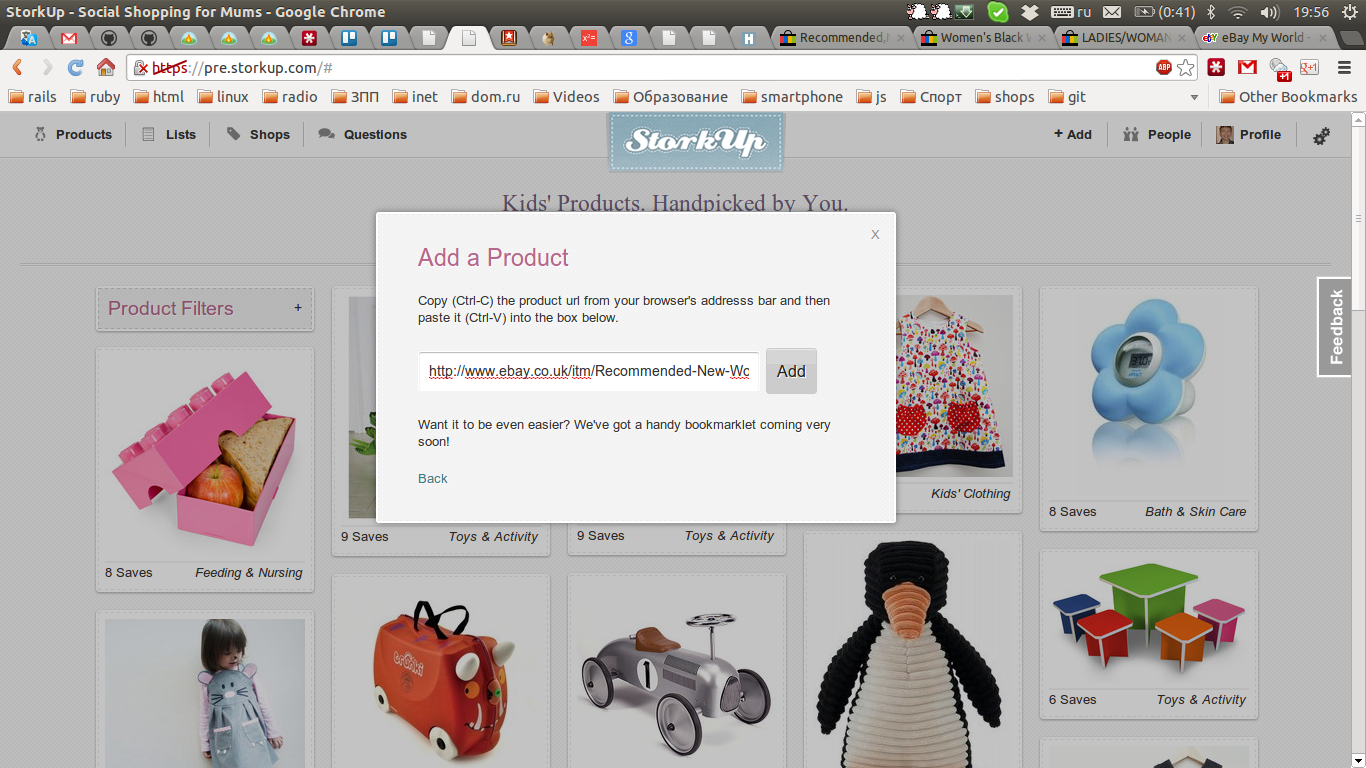 StorkUp - Social Shopping for Mums - Google Chrome
ru
(0:41)
19:56
Recommended,
Women's Black W
LADIES/WOMAN
eBay My World -
https://pre.storkup.com/#
ABP
+1
g+1
rails
ruby
html
linux
radio
ЗПП
inet
dom.ru
Videos
Образование
smartphone
js
Спорт
shops
git
Other Bookmarks
Products
Lists
Shops
Questions
StorkUp
+ Add
People
Profile
Kids' Products. Handpicked by You.
Product Filters +
X
Add a Product
Copy (Ctrl-C) the product url from your browser's addresss bar and then
paste it (Ctrl-V) into the box below.
http://www.ebay.co.uk/itm/Recommended-New-Wo
Add
Want it to be even easier? We've got a handy bookmarklet coming very
soon!
Back
Feedback
Kids' Clothing
8 Saves Bath & Skin Care
9 Saves Toys & Activity
9 Saves Toys & Activity
8 Saves Feeding & Nursing
trunki
1
6 Saves Toys & Activity